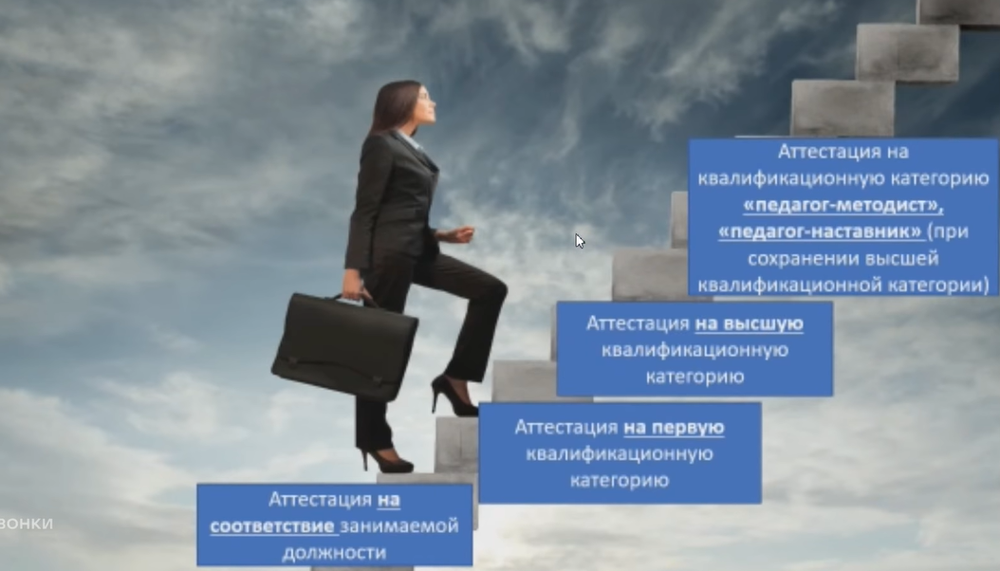 Аттестация на
квалификационную категорию
«педагог-методист»,
«педагог-наставник» (при
сохранении высшей
квалификационной категории)
Аттестация на высшую
квалификационную
категорию
Аттестация на первую
квалификационную
категорию
Аттестация на
соответствие занимаемой
должности
вонки